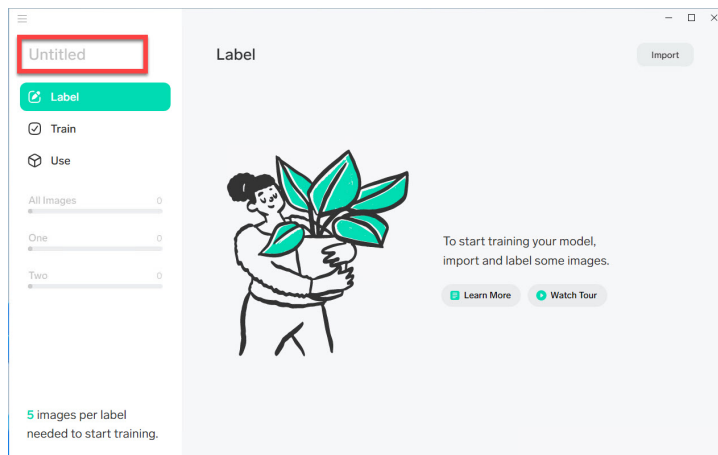 Untitled
Label
Train
Use
All Images 0
One 0
Two 0
5 images per label
needed to start training.
Label
Import
To start training your model,
import and label some images.
Learn More
Watch Tour